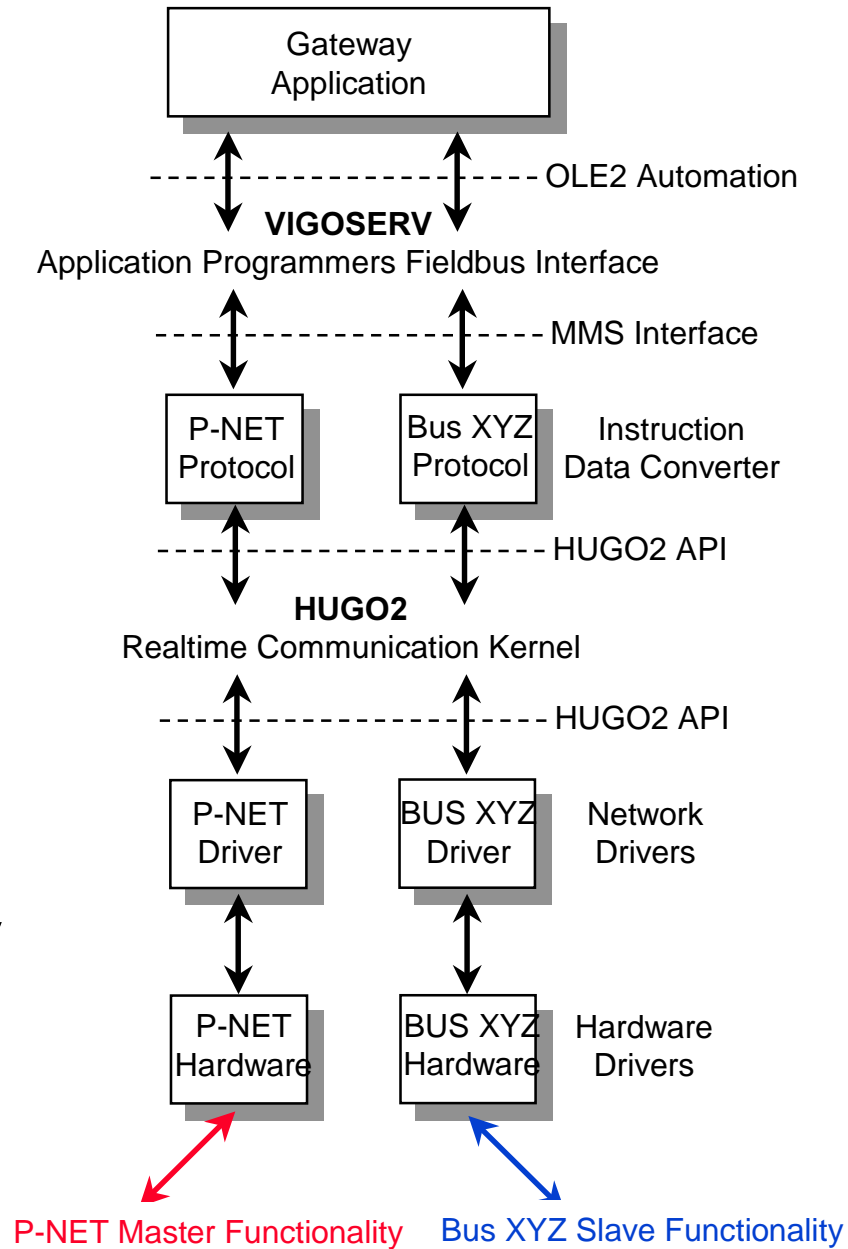 Gateway
Application
OLE2 Automation
VIGOSERV
Application Programmers Fieldbus Interface
MMS Interface
P-NET
Protocol
Bus XYZ
Protocol
Instruction
Data Converter
HUGO2 API
HUGO2
Realtime Communication Kernel
HUGO2 API
P-NET
Driver
BUS XYZ
Driver
Network
Drivers
P-NET
Hardware
BUS XYZ
Hardware
Hardware
Drivers
P-NET Master Functionality
Bus XYZ Slave Functionality